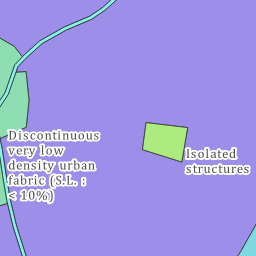 Discontinuous
very low
density urban
fabric (S.L. :
< 10%)
Isolated
structures